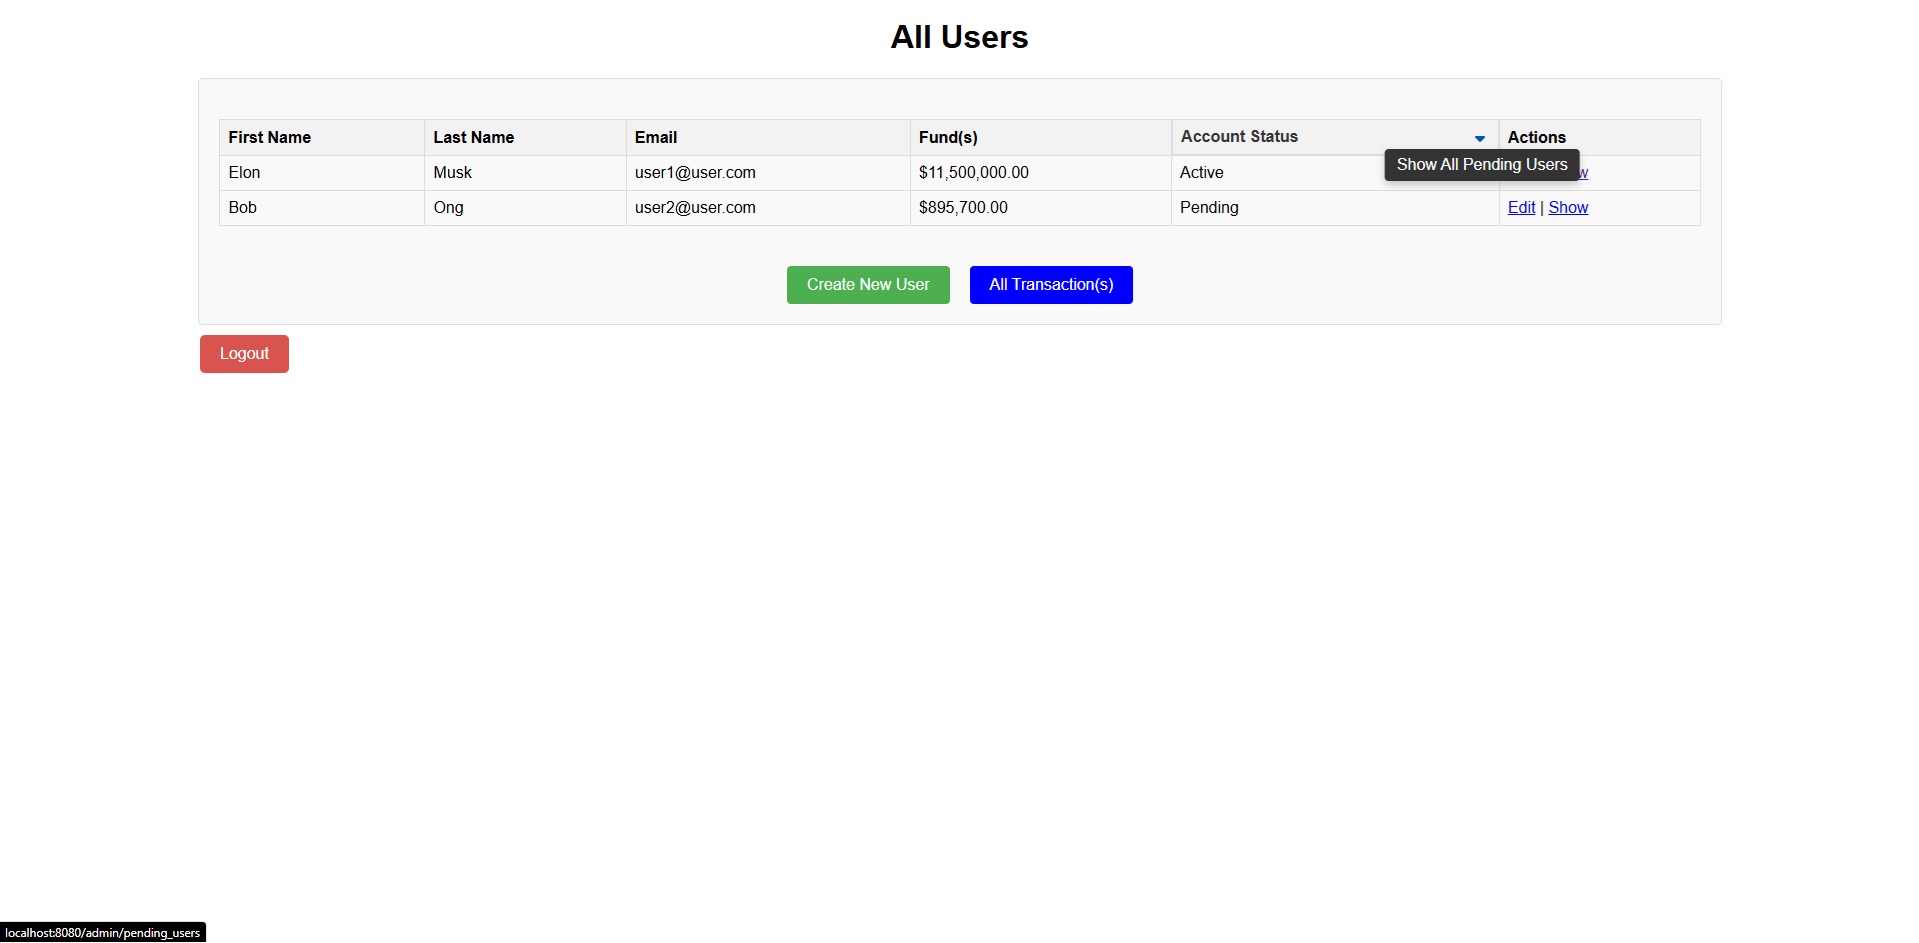 All Users
First Name Last Name Email Fund(s) Account Status Actions
Show All Pending Users
Elon Musk user1@user.com $11,500,000.00 Active
Bob Ong user2@user.com $895,700.00 Pending Edit | Show
Create New User All Transaction(s)
Logout
localhost:8080/admin/pending_users